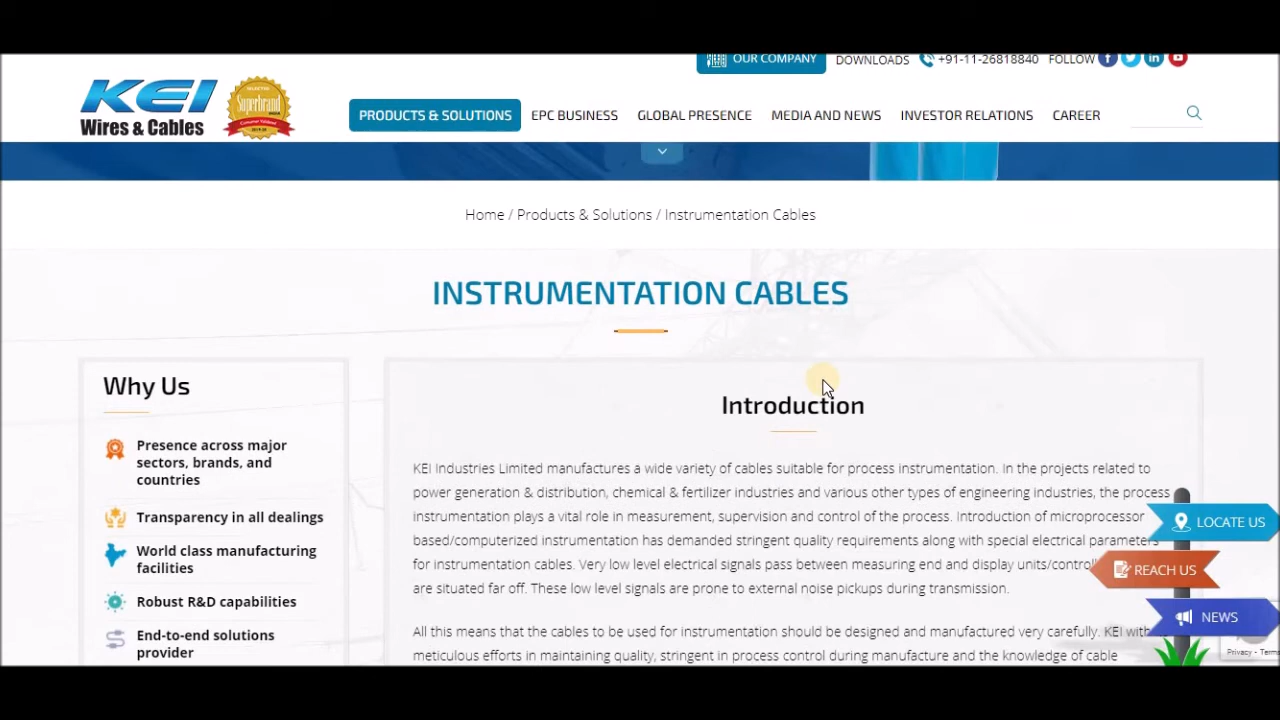 OUR COMPANY DOWNLOADS +91-11-26818840 FOLLOW
KEI
Wires & Cables
Superbrand
PRODUCTS & SOLUTIONS EPC BUSINESS GLOBAL PRESENCE MEDIA AND NEWS INVESTOR RELATIONS CAREER
Home / Products & Solutions / Instrumentation Cables
INSTRUMENTATION CABLES
Why Us
Presence across major
sectors, brands, and
countries
Transparency in all dealings
World class manufacturing
facilities
Robust R&D capabilities
End-to-end solutions
provider
Introduction
KEI Industries Limited manufactures a wide variety of cables suitable for process instrumentation. In the projects related to
power generation & distribution, chemical & fertilizer industries and various other types of engineering industries, the process
instrumentation plays a vital role in measurement, supervision and control of the process. Introduction of microprocessor
based/computerized instrumentation has demanded stringent quality requirements along with special electrical parameters
for instrumentation cables. Very low level electrical signals pass between measuring end and display units/control
are situated far off. These low level signals are prone to external noise pickups during transmission.
All this means that the cables to be used for instrumentation should be designed and manufactured very carefully. KEI with
meticulous efforts in maintaining quality, stringent in process control during manufacture and the knowledge of cable
LOCATE US
REACH US
NEWS
Privacy - Terms